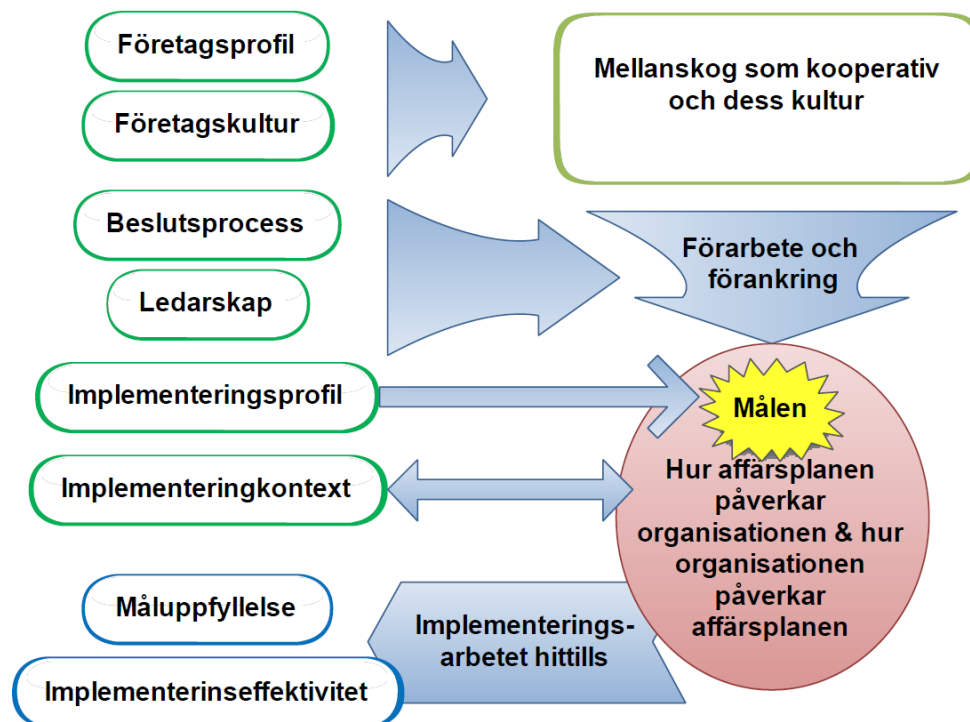 Företagsprofil
Företagskultur
Mellanskog som kooperativ
och dess kultur
Beslutsprocess
Ledarskap
Förarbete och
förankring
Implementeringsprofil
Målen
Implementeringkontext
Hur affärsplanen
påverkar
organisationen & hur
organisationen
påverkar
affärsplanen
Måluppfyllelse
Implementerinseffektivitet
Implementerings-
arbetet hittills